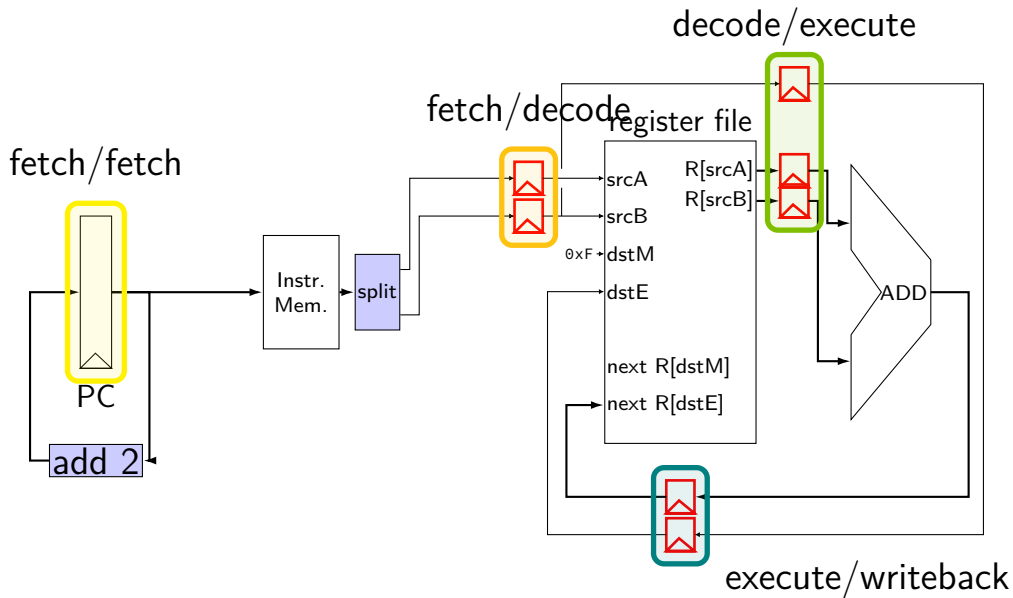 decode/execute
fetch/decode
register file
fetch/fetch
srcA
R[srcA]
R[srcB]
srcB
0xF
dstM
Instr.
Mem.
split
dstE
ADD
next R[dstM]
PC
next R[dstE]
add 2
execute/writeback